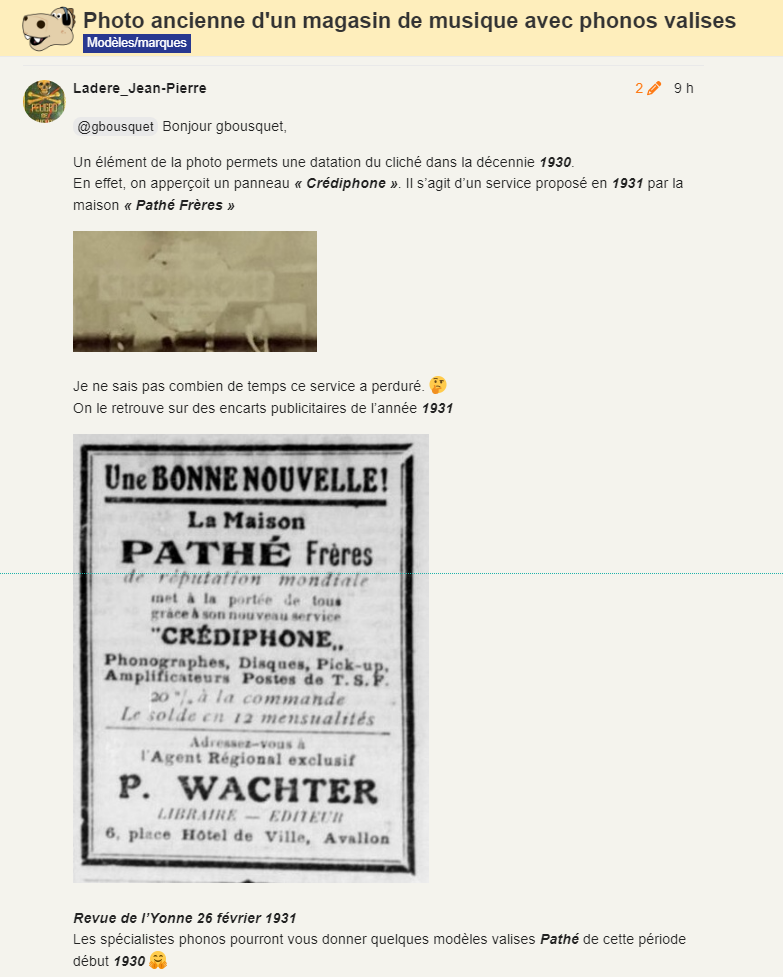 Photo ancienne d'un magasin de musique avec phonos valises
Modèles/marques
Ladere_Jean-Pierre
2
9 h
@gbousquet Bonjour gbousquet,
Un élément de la photo permets une datation du cliché dans la décennie 1930.
En effet, on apperçoit un panneau « Crédiphone ». Il s’agit d’un service proposé en 1931 par la
maison « Pathé Frères »
CREDIPHONE
Je ne sais pas combien de temps ce service a perduré.
On le retrouve sur des encarts publicitaires de l’année 1931
Une BONNE NOUVELLE!
La Maison
PATHÉ Frères
de réputation mondiale
met à la portée de tous
grâce à son nouveau service
"CRÉDIPHONE„
Phonographes, Disques, Pick-up,
Amplificateurs Postes de T. S. F.
20 %, à la commande
Le solde en 12 mensualités
Adressez-vous à
l'Agent Régional exclusif
P. WACHTER
LIBRAIRE — EDITEUR
6, place Hôtel de Ville, Avallon
Revue de l’Yonne 26 février 1931
Les spécialistes phonos pourront vous donner quelques modèles valises Pathé de cette période
début 1930